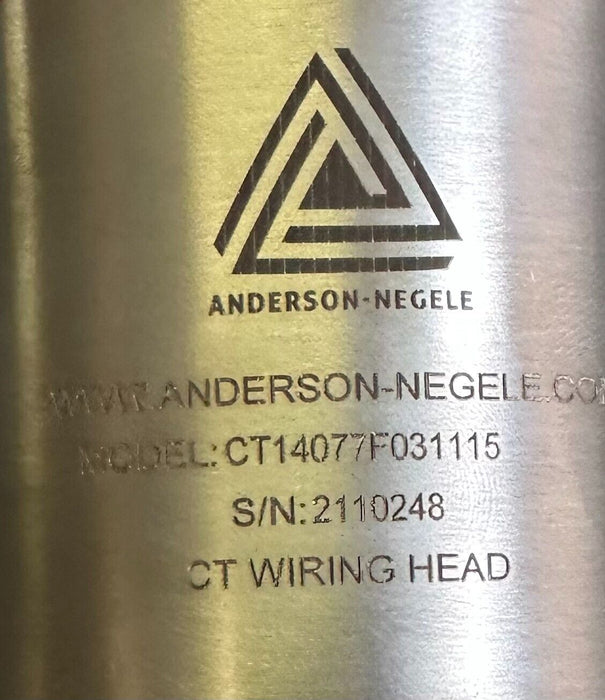 ANDERSON-NEGELE
WWW.ANDERSON-NEGELE.CO
MODEL:CT14077F031115
S/N:2110248
CT WIRING HEAD